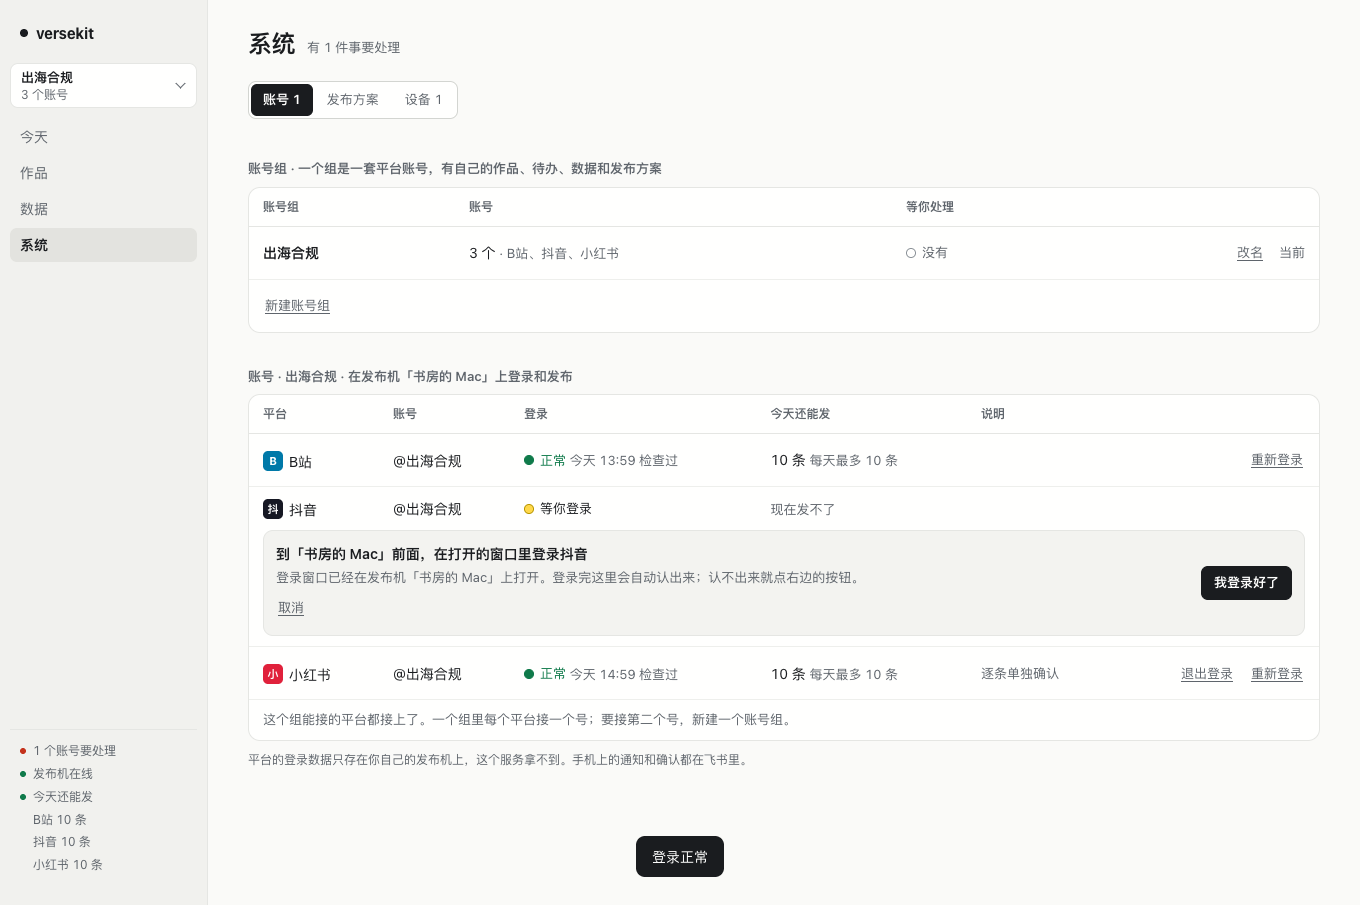 versekit
出海合规
3 个账号
今天
作品
数据
系统
1 个账号要处理
发布机在线
今天还能发
B站 10 条
抖音 10 条
小红书 10 条
系统 有 1 件事要处理
账号 1 发布方案 设备 1
账号组 · 一个组是一套平台账号，有自己的作品、待办、数据和发布方案
账号组 账号 等你处理
出海合规 3 个 · B站、抖音、小红书 没有 改名 当前
新建账号组
账号 · 出海合规 · 在发布机「书房的 Mac」上登录和发布
平台 账号 登录 今天还能发 说明
B B站 @出海合规 正常 今天 13:59 检查过 10 条 每天最多 10 条 重新登录
抖 抖音 @出海合规 等你登录 现在发不了
到「书房的 Mac」前面，在打开的窗口里登录抖音
登录窗口已经在发布机「书房的 Mac」上打开。登录完这里会自动认出来；认不出来就点右边的按钮。
我登录好了
取消
小 小红书 @出海合规 正常 今天 14:59 检查过 10 条 每天最多 10 条 逐条单独确认 退出登录 重新登录
这个组能接的平台都接上了。一个组里每个平台接一个号；要接第二个号，新建一个账号组。
平台的登录数据只存在你自己的发布机上，这个服务拿不到。手机上的通知和确认都在飞书里。
登录正常